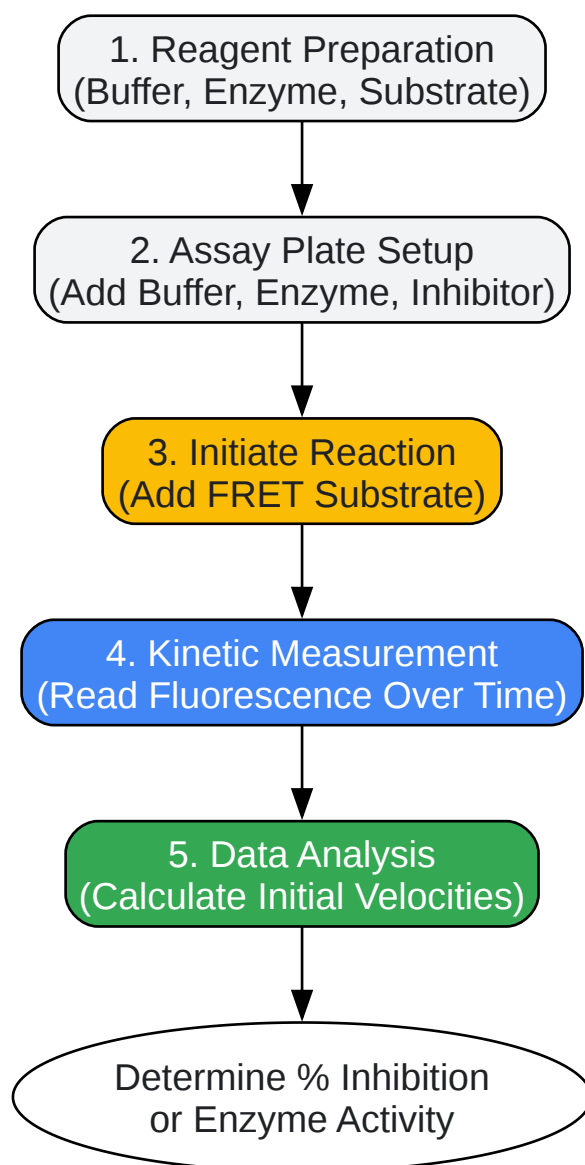 1. Reagent Preparation
(Buffer, Enzyme, Substrate)
2. Assay Plate Setup
(Add Buffer, Enzyme, Inhibitor)
3. Initiate Reaction
(Add FRET Substrate)
4. Kinetic Measurement
(Read Fluorescence Over Time)
5. Data Analysis
(Calculate Initial Velocities)
Determine % Inhibition
or Enzyme Activity